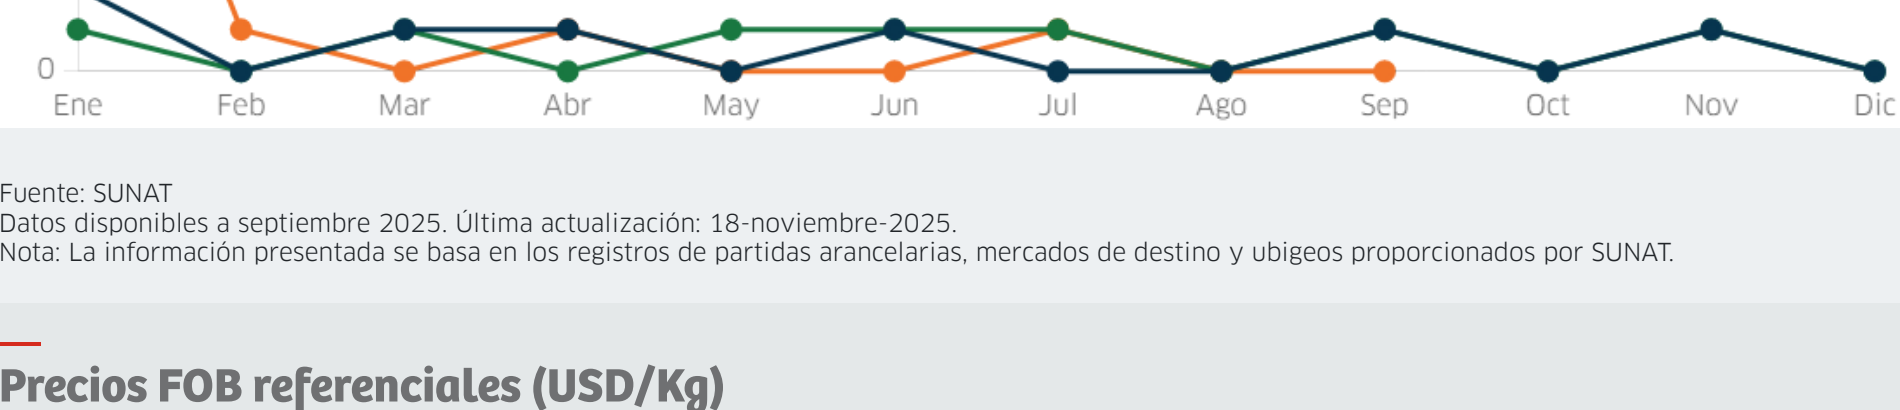 0
Ene Feb Mar Abr May Jun Jul Ago Sep Oct Nov Dic
Fuente: SUNAT
Datos disponibles a septiembre 2025. Última actualización: 18-noviembre-2025.
Nota: La información presentada se basa en los registros de partidas arancelarias, mercados de destino y ubigeos proporcionados por SUNAT.
Precios FOB referenciales (USD/Kg)